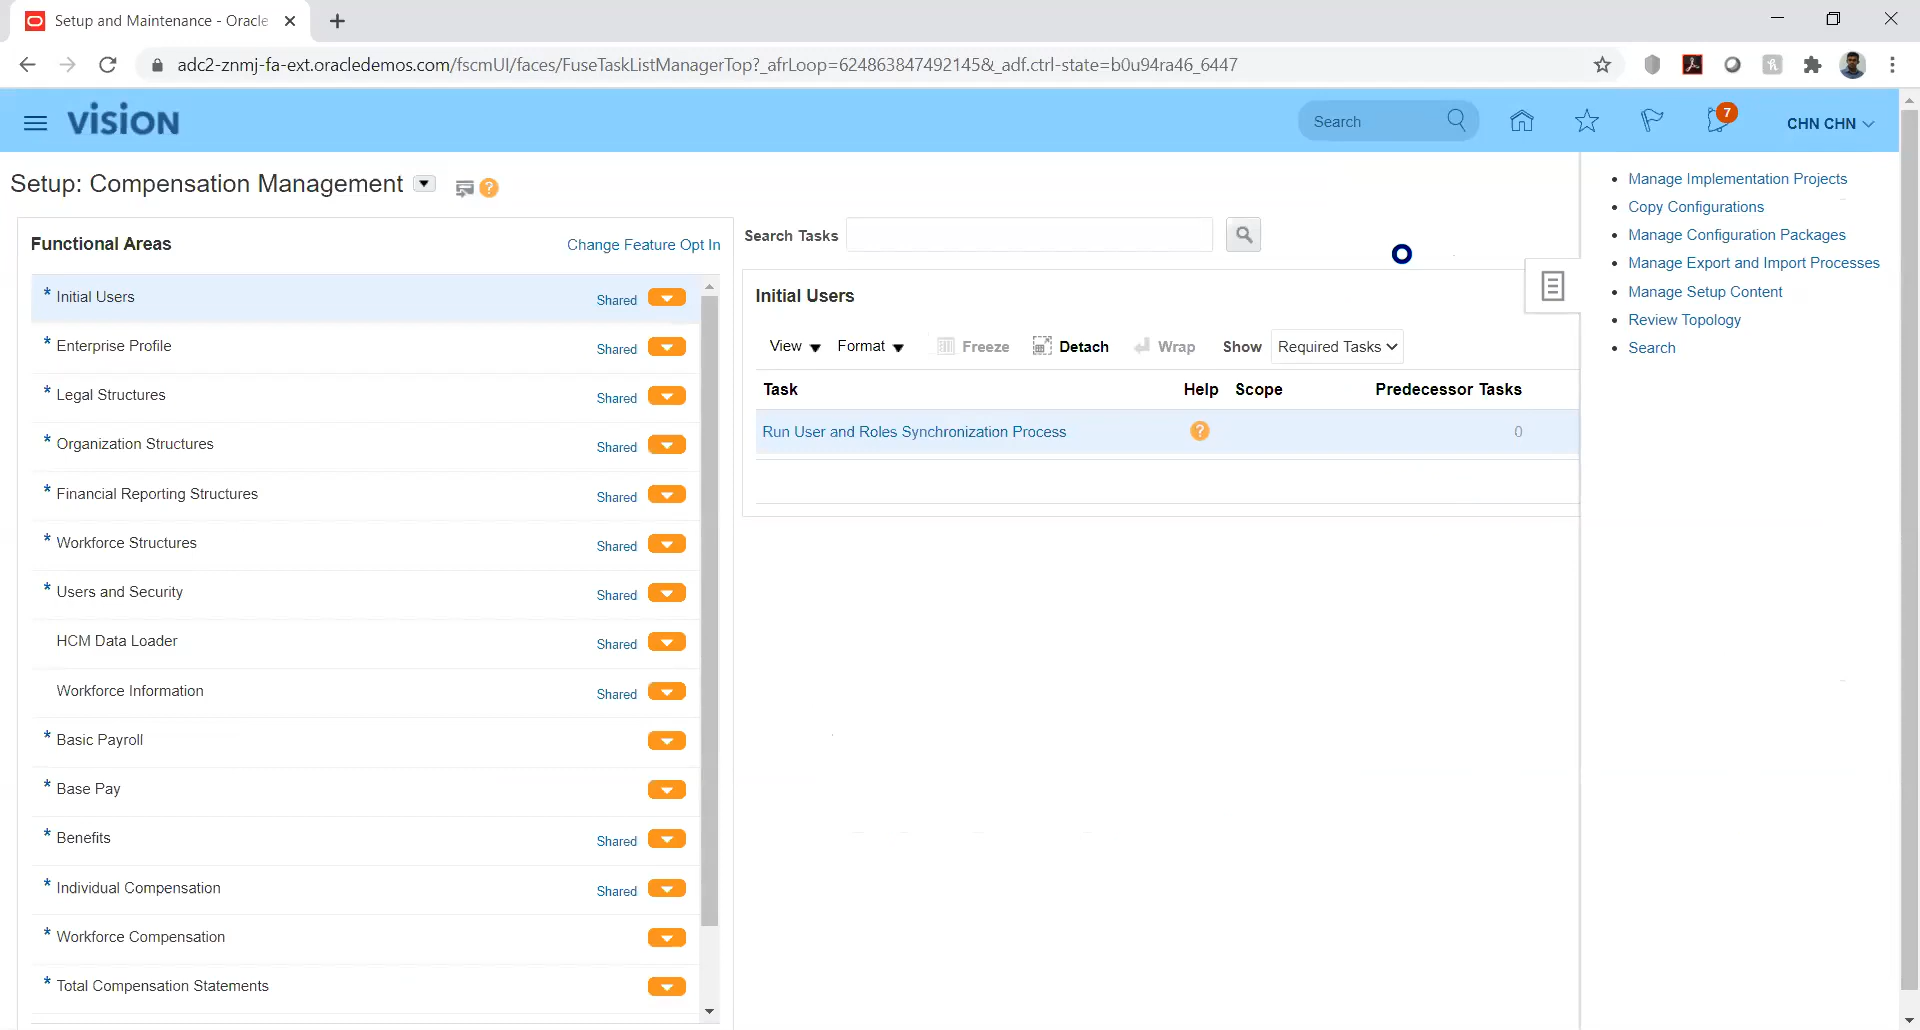 Setup and Maintenance - Oracle
adc2-znmj-fa-ext.oracledemos.com/fscmUI/faces/FuseTaskListManagerTop?_afrLoop=62486384749​2145&_adf.ctrl-state=b0u94ra46_6447
VISION
Search
7
CHN CHN
Setup: Compensation Management
?
Functional Areas
Change Feature Opt In
* Initial Users Shared
* Enterprise Profile Shared
* Legal Structures Shared
* Organization Structures Shared
* Financial Reporting Structures Shared
* Workforce Structures Shared
* Users and Security Shared
HCM Data Loader Shared
Workforce Information Shared
* Basic Payroll
* Base Pay
* Benefits Shared
* Individual Compensation Shared
* Workforce Compensation
* Total Compensation Statements
Search Tasks
Initial Users
View Format Freeze Detach Wrap Show Required Tasks
Task Help Scope Predecessor Tasks
Run User and Roles Synchronization Process ? 0
• Manage Implementation Projects
• Copy Configurations
• Manage Configuration Packages
• Manage Export and Import Processes
• Manage Setup Content
• Review Topology
• Search